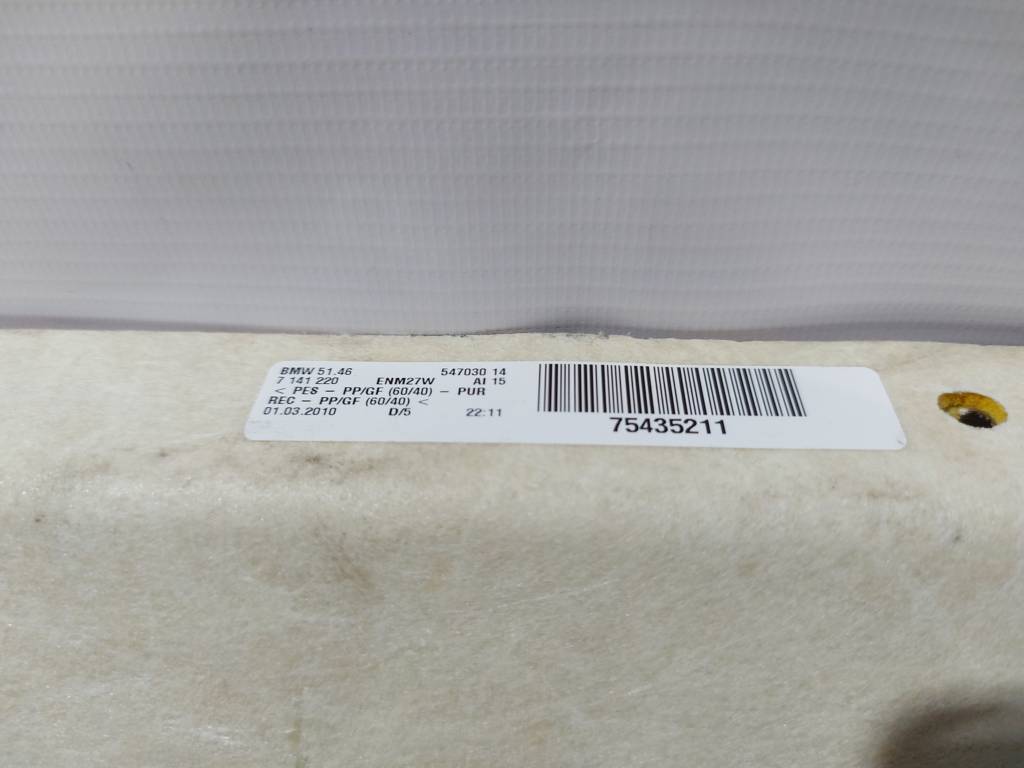 BMW 51.46 547030 14
7 141 220 ENM27W AI 15
< PES – PP/GF (60/40) – PUR
REC – PP/GF (60/40) <
01.03.2010 D/5 22:11
75435211